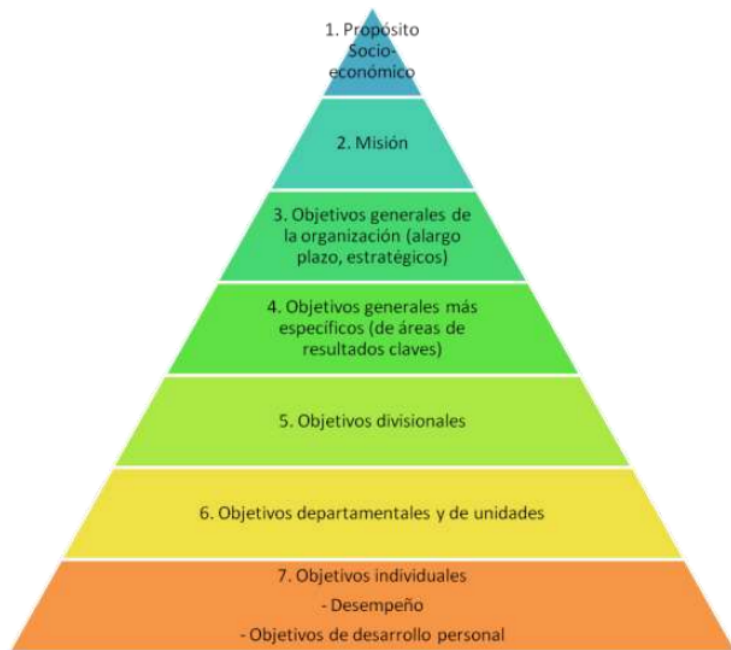 1. Propósito
Socio-
económico
2. Misión
3. Objetivos generales de
la organización (alargo
plazo, estratégicos)
4. Objetivos generales más
específicos (de áreas de
resultados claves)
5. Objetivos divisionales
6. Objetivos departamentales y de unidades
7. Objetivos individuales
- Desempeño
- Objetivos de desarrollo personal